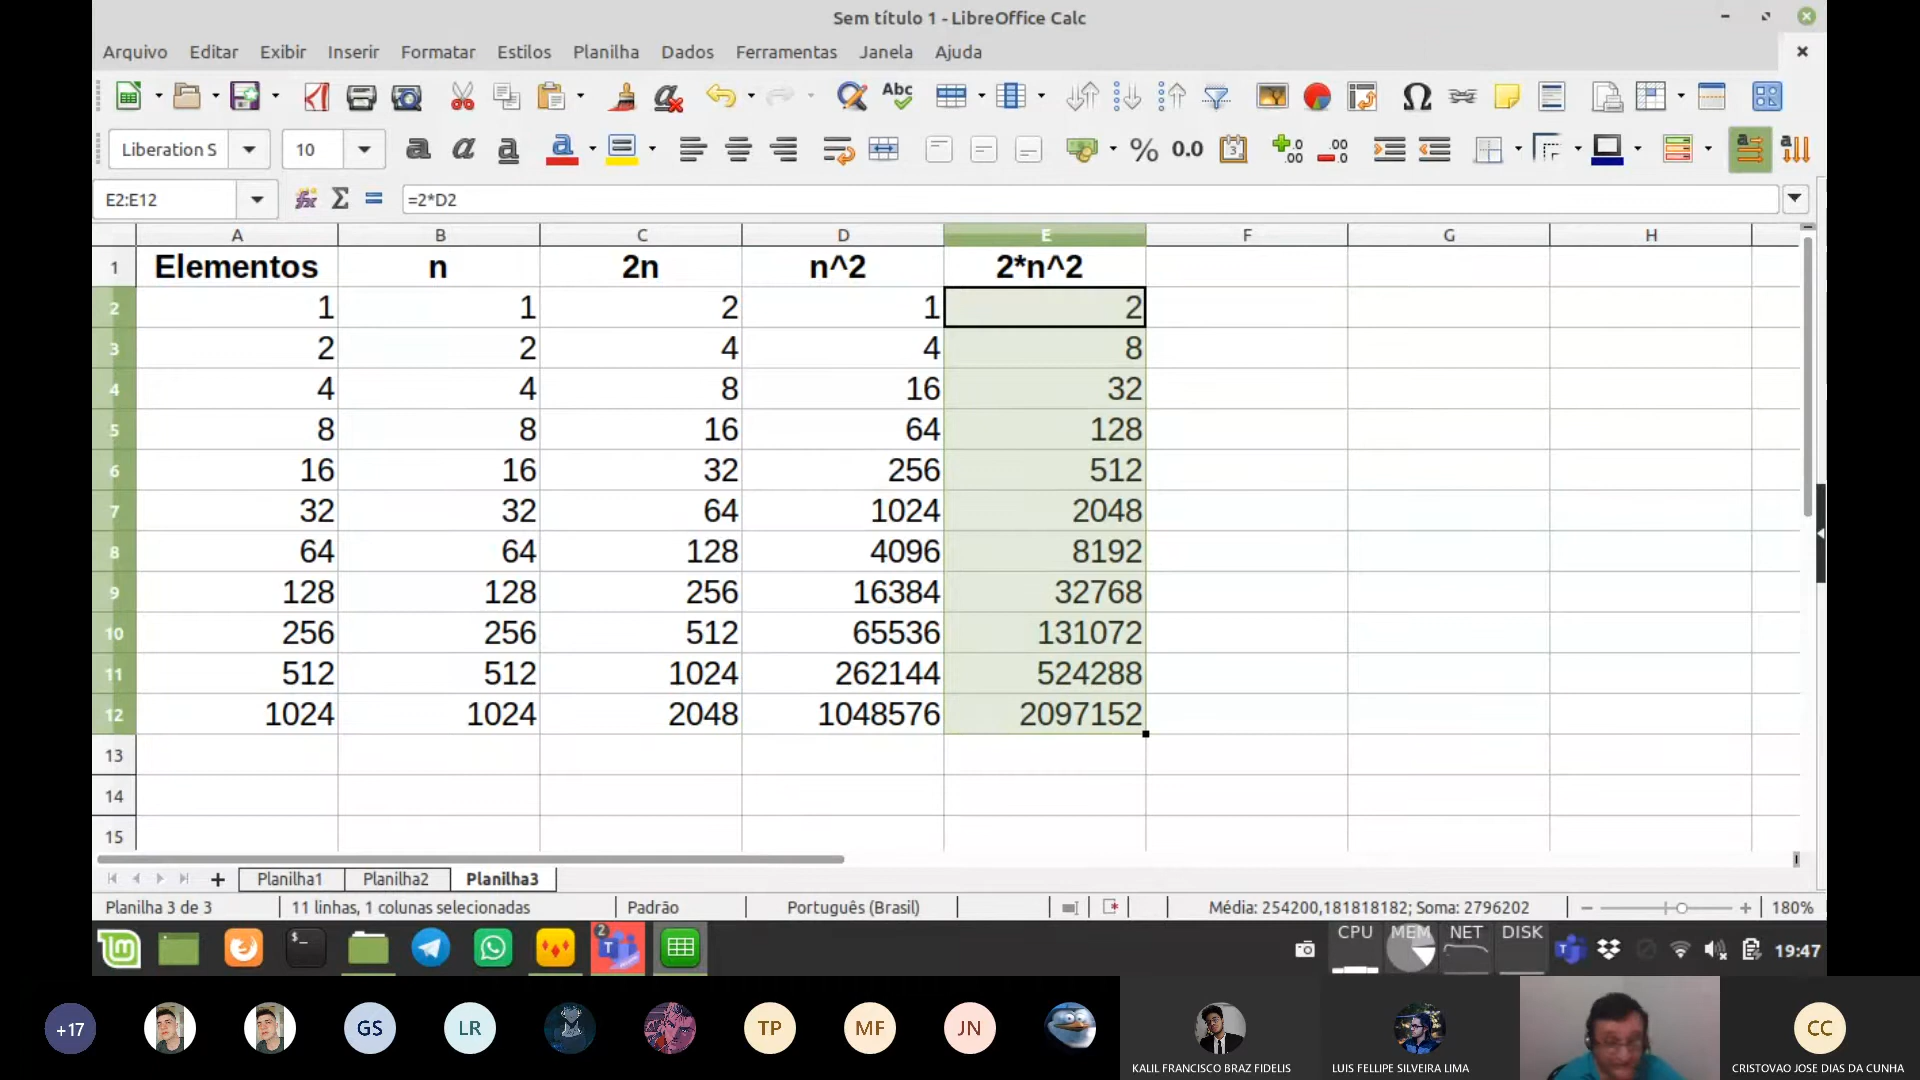 Sem título 1 - LibreOffice Calc
Arquivo Editar Exibir Inserir Formatar Estilos Planilha Dados Ferramentas Janela Ajuda
Abc
Liberation S 10 a a a a % 0.0
E2:E12 =2*D2
A B C D E F G H
1 Elementos n 2n n^2 2*n^2
2 1 1 2 1 2
3 2 2 4 4 8
4 4 4 8 16 32
5 8 8 16 64 128
6 16 16 32 256 512
7 32 32 64 1024 2048
8 64 64 128 4096 8192
9 128 128 256 16384 32768
10 256 256 512 65536 131072
11 512 512 1024 262144 524288
12 1024 1024 2048 1048576 2097152
13
14
15
Planilha1 Planilha2 Planilha3
Planilha 3 de 3 11 linhas, 1 colunas selecionadas Padrão Português (Brasil) Média: 254200,181818182; Soma: 2796202 180%
2 CPU MEM NET DISK 19:47
+17 GS LR TP MF JN CC
KALIL FRANCISCO BRAZ FIDELIS LUIS FELLIPE SILVEIRA LIMA CRISTOVAO JOSE DIAS DA CUNHA